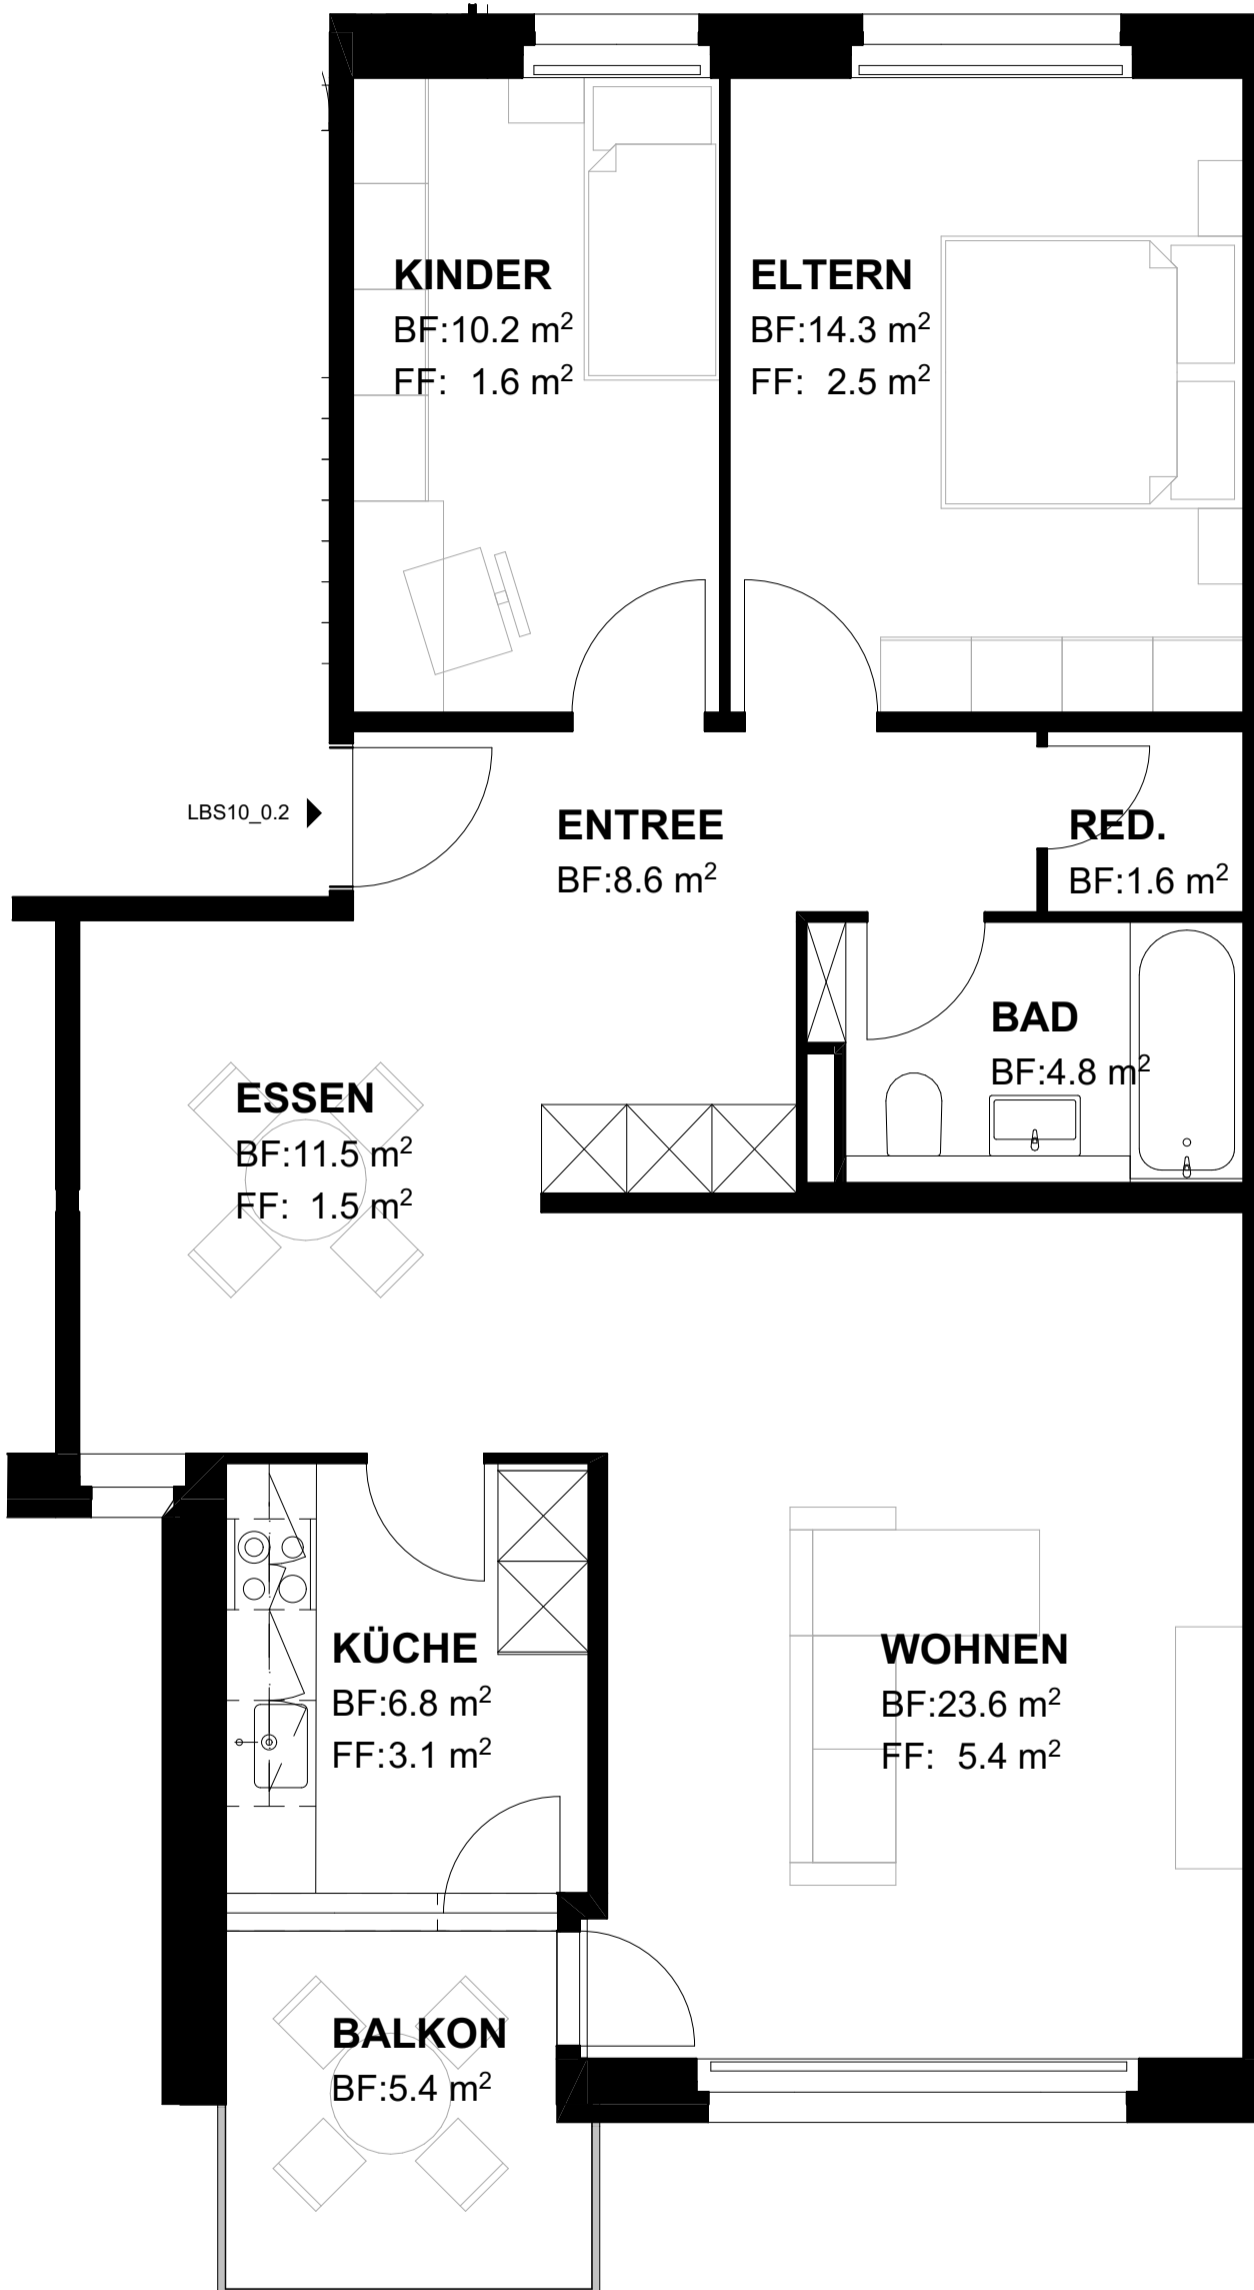 KINDER
BF:10.2 m²
FF: 1.6 m²
ELTERN
BF:14.3 m²
FF: 2.5 m²
LBS10_0.2
ENTREE
BF:8.6 m²
RED.
BF:1.6 m²
BAD
BF:4.8 m²
ESSEN
BF:11.5 m²
FF: 1.5 m²
KÜCHE
BF:6.8 m²
FF:3.1 m²
WOHNEN
BF:23.6 m²
FF: 5.4 m²
BALKON
BF:5.4 m²